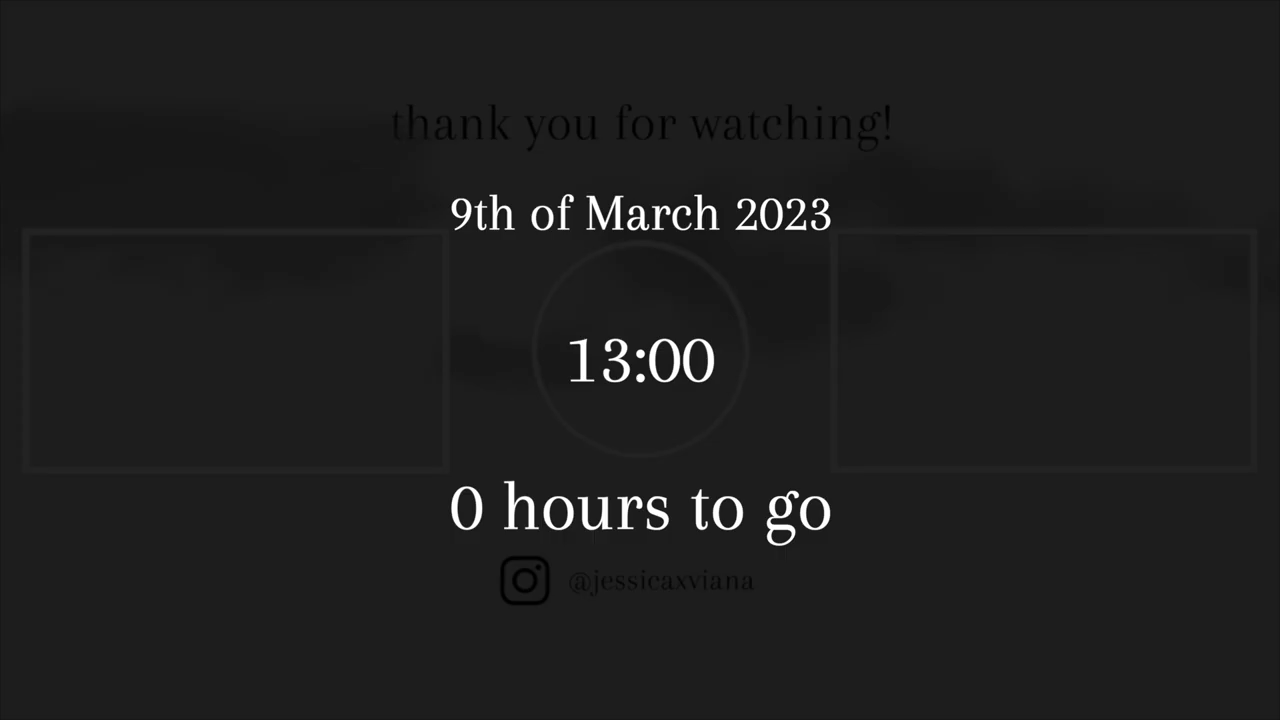 thank you for watching!
9th of March 2023
13:00
0 hours to go
@jessicaxviana